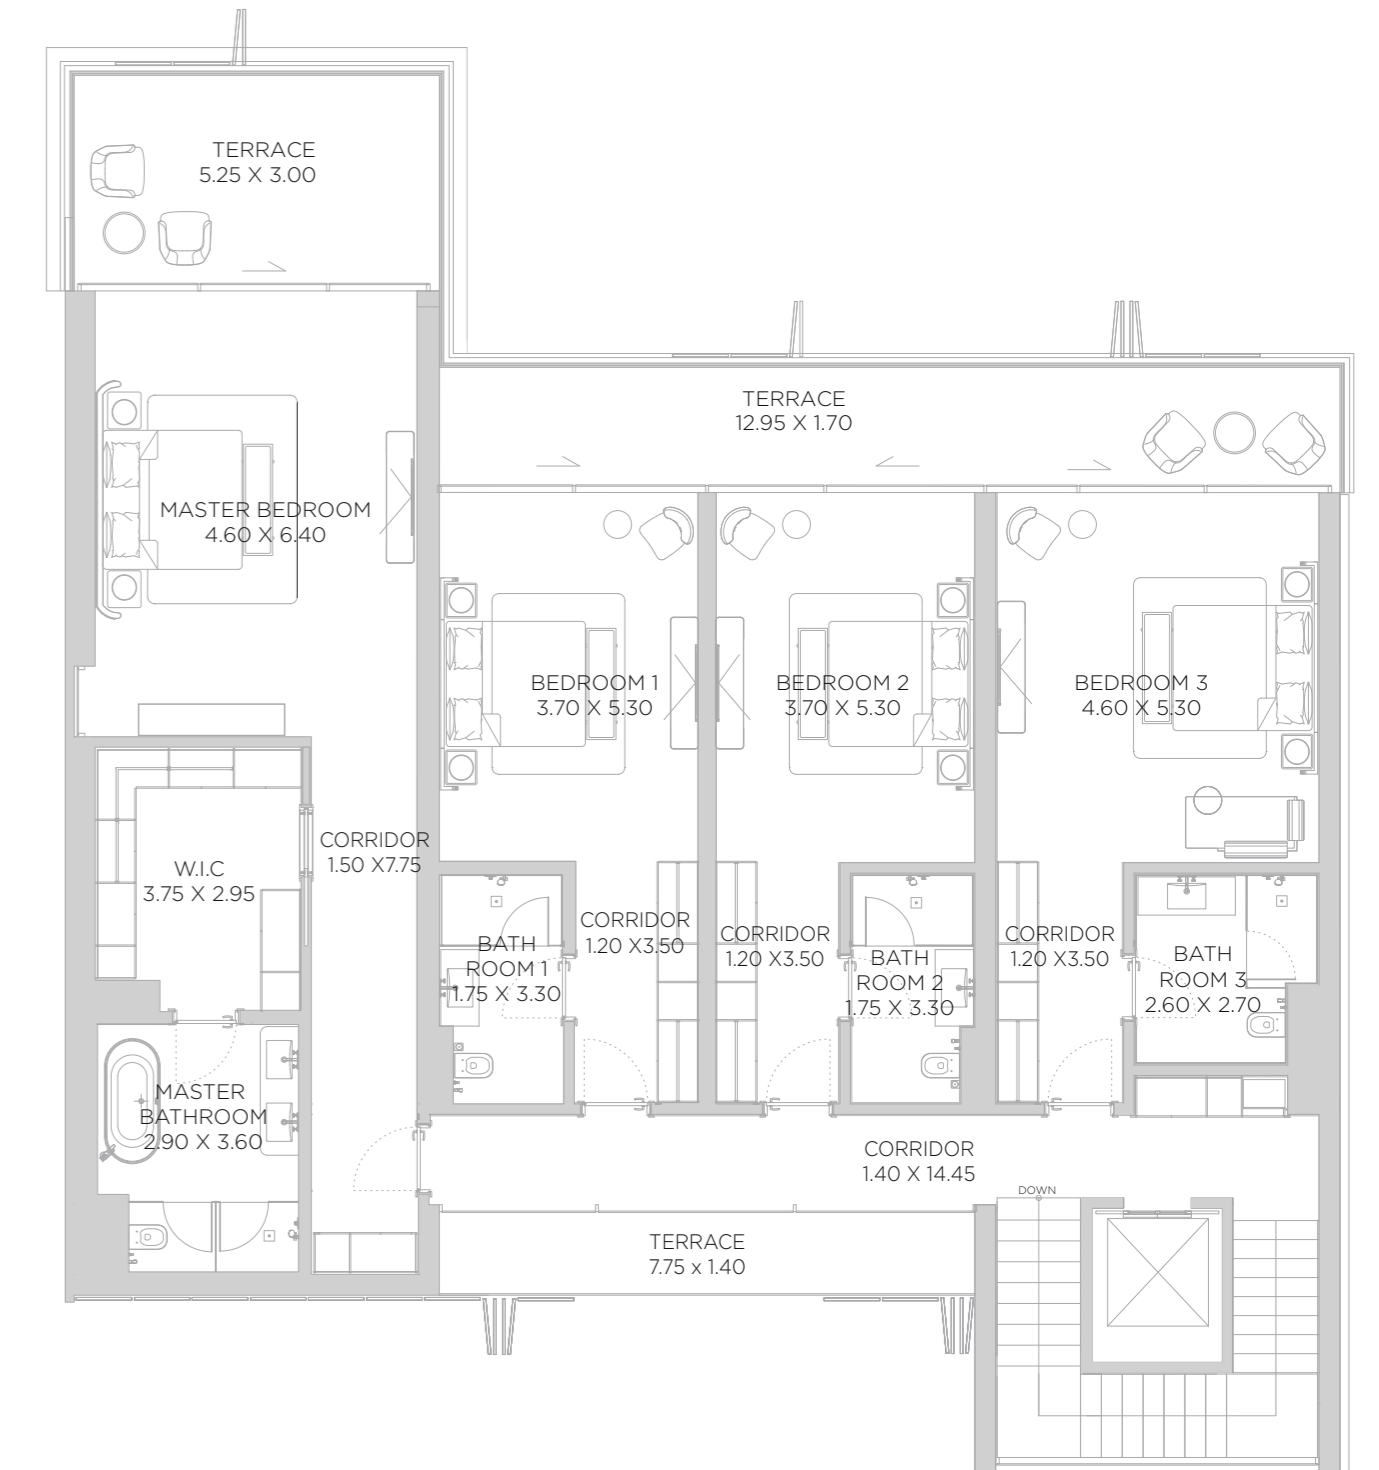 TERRACE
5.25 X 3.00
TERRACE
12.95 X 1.70
MASTER BEDROOM
4.60 X 6.40
BEDROOM 1
3.70 X 5.30
BEDROOM 2
3.70 X 5.30
BEDROOM 3
4.60 X 5.30
CORRIDOR
1.50 X7.75
W.I.C
3.75 X 2.95
CORRIDOR
1.20 X3.50
CORRIDOR
1.20 X3.50
CORRIDOR
1.20 X3.50
BATH
ROOM 1
1.75 X 3.30
BATH
ROOM 2
1.75 X 3.30
BATH
ROOM 3
2.60 X 2.70
MASTER
BATHROOM
2.90 X 3.60
CORRIDOR
1.40 X 14.45
DOWN
TERRACE
7.75 x 1.40